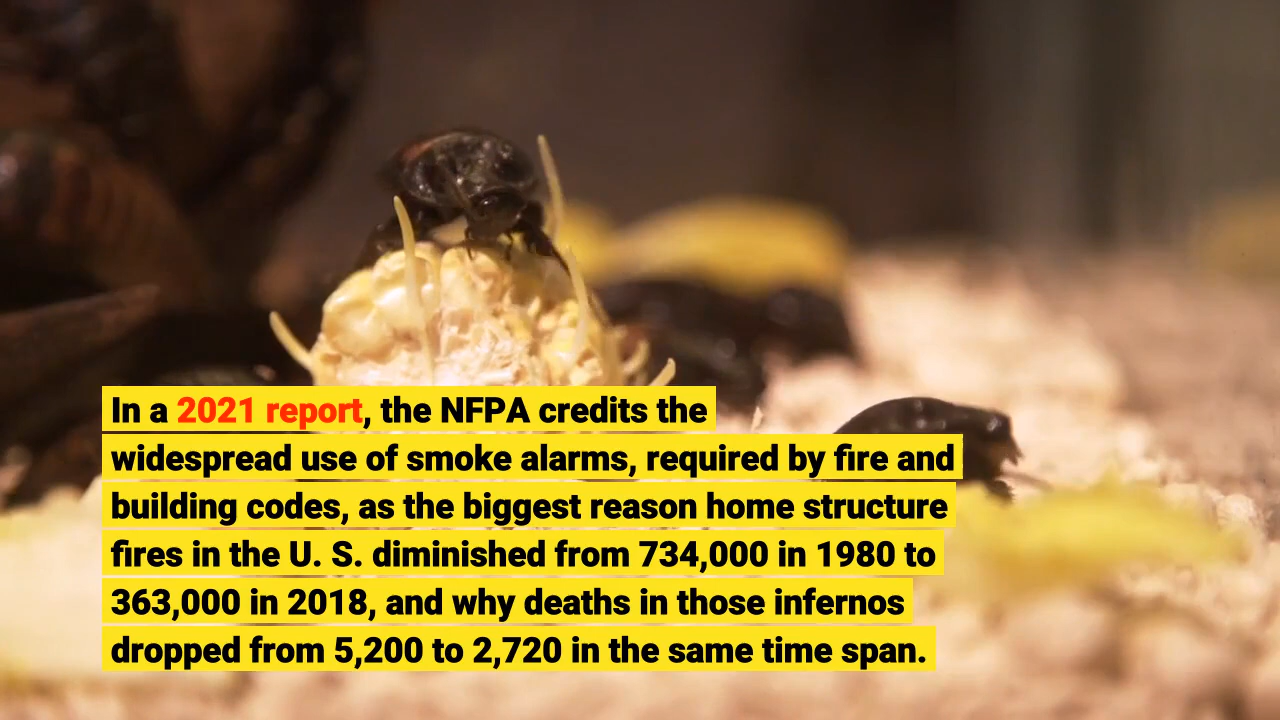 In a 2021 report, the NFPA credits the
widespread use of smoke alarms, required by fire and
building codes, as the biggest reason home structure
fires in the U. S. diminished from 734,000 in 1980 to
363,000 in 2018, and why deaths in those infernos
dropped from 5,200 to 2,720 in the same time span.